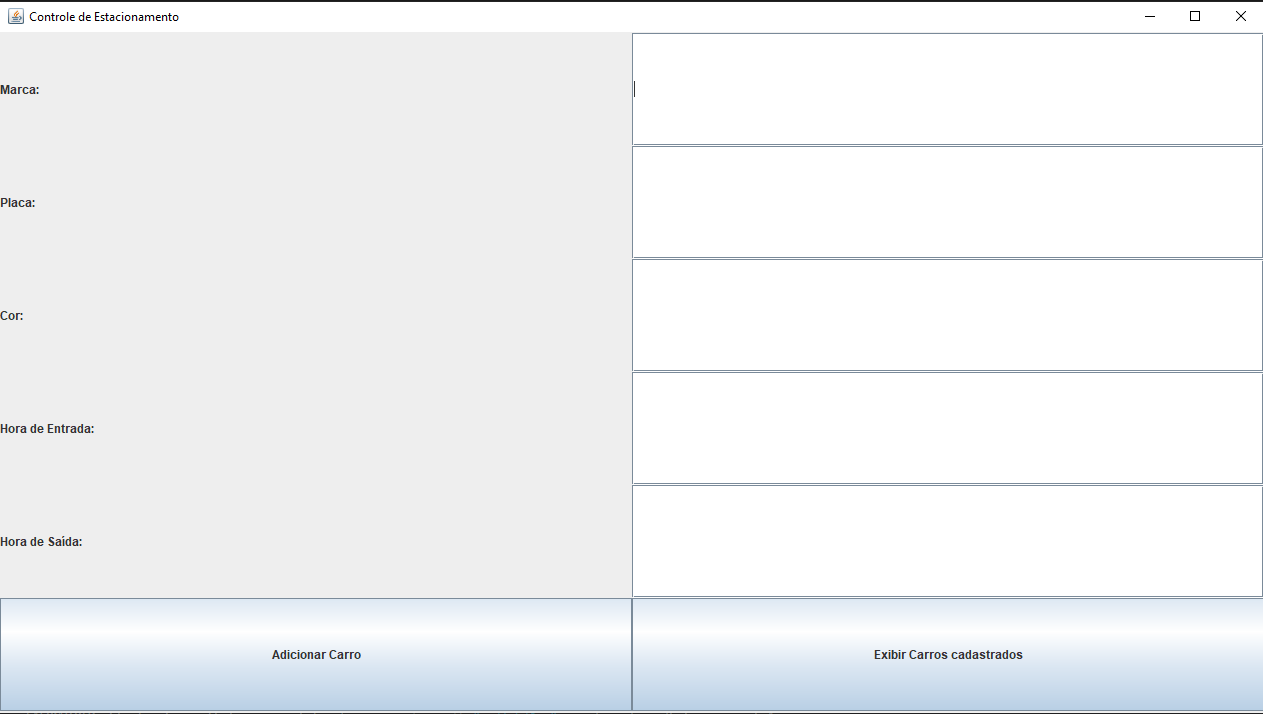 Controle de Estacionamento
Marca:
Placa:
Cor:
Hora de Entrada:
Hora de Saída:
Adicionar Carro
Exibir Carros cadastrados